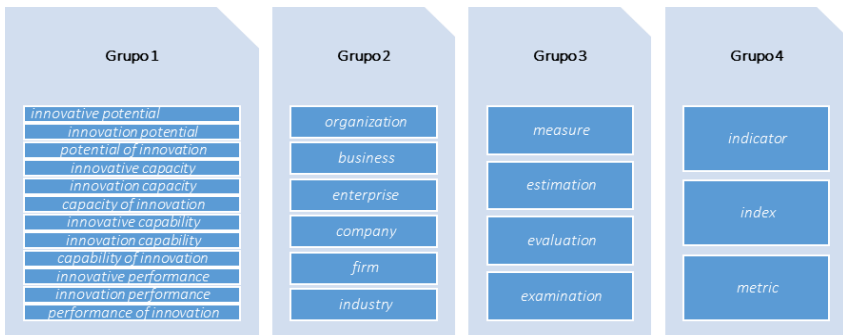 Grupo 1
innovative potential
innovation potential
potential of innovation
innovative capacity
innovation capacity
capacity of innovation
innovative capability
innovation capability
capability of innovation
innovative performance
innovation performance
performance of innovation
Grupo 2
organization
business
enterprise
company
firm
industry
Grupo 3
measure
estimation
evaluation
examination
Grupo 4
indicator
index
metric